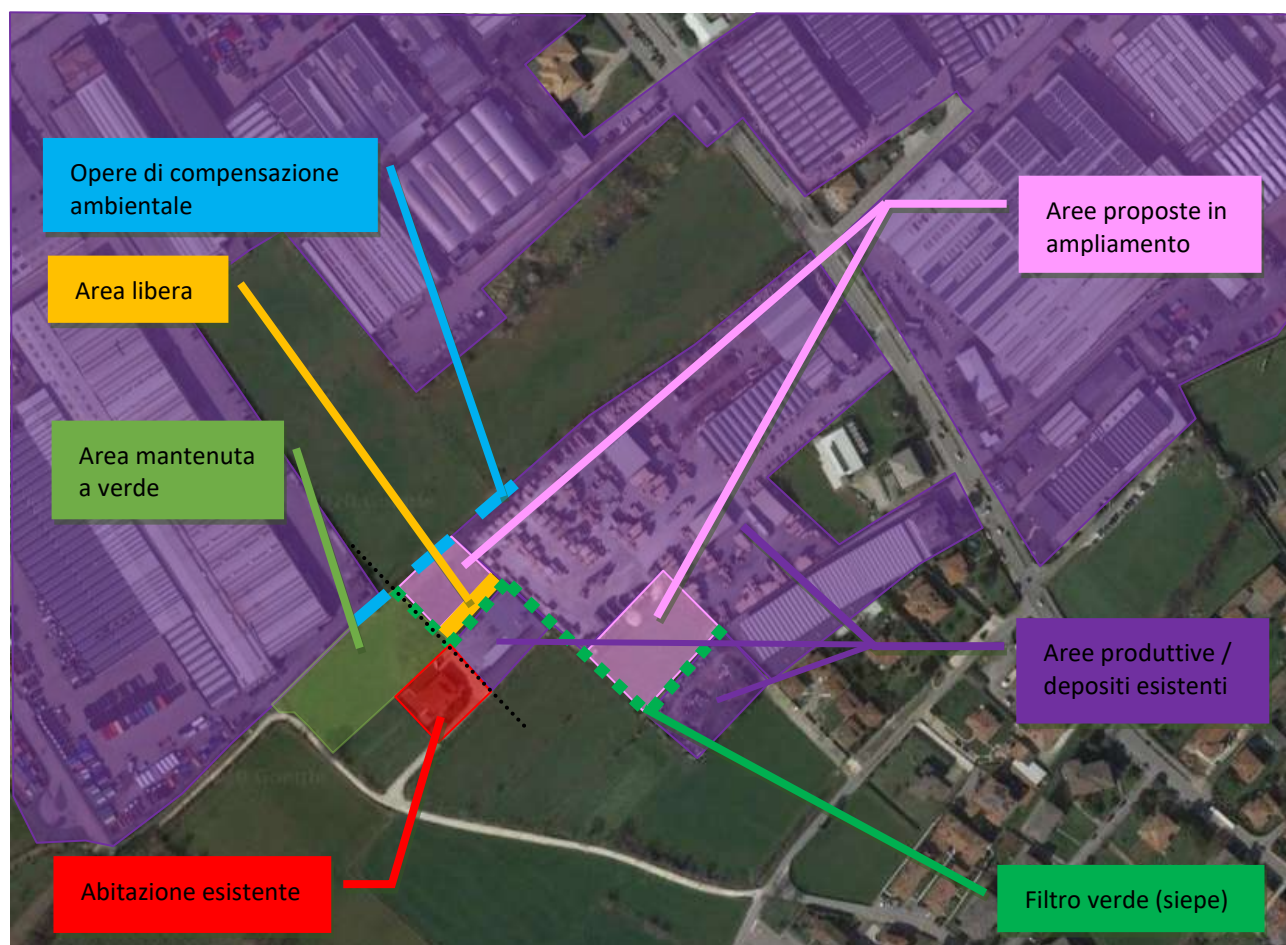 Opere di compensazione
ambientale
Area libera
Area mantenuta
a verde
Abitazione esistente
Aree proposte in
ampliamento
Aree produttive /
depositi esistenti
Filtro verde (siepe)